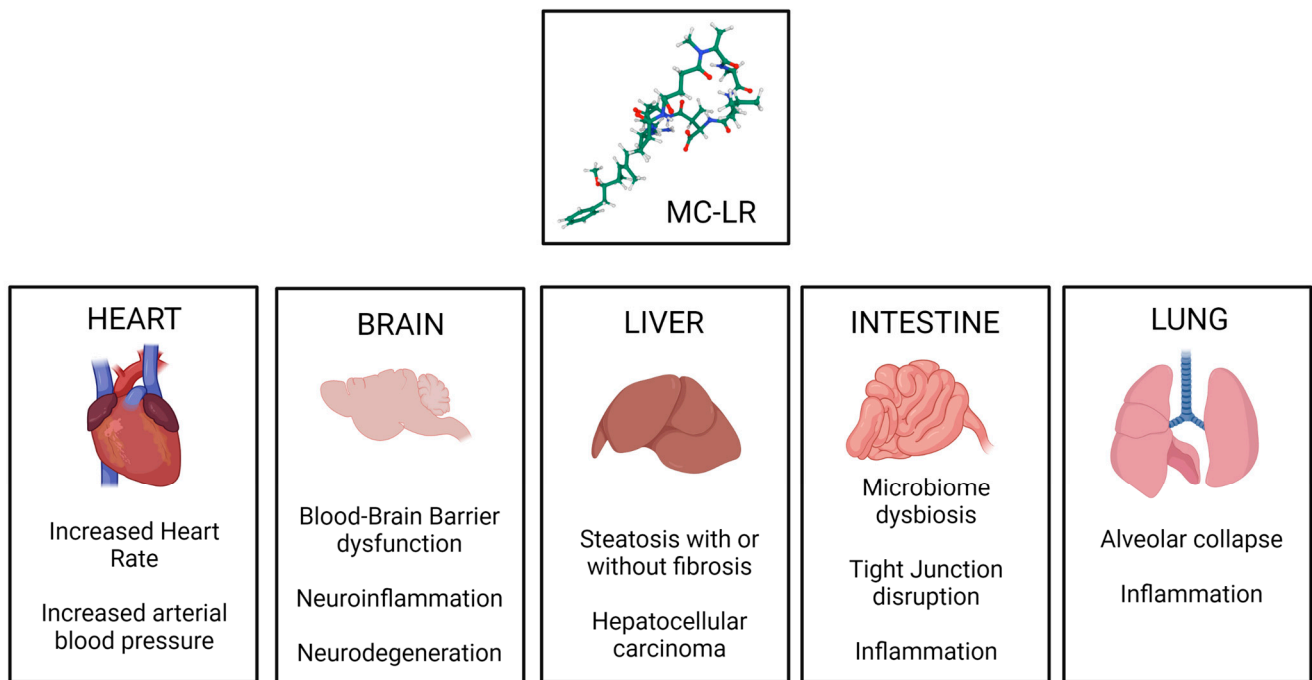 MC-LR
HEART
Increased Heart
Rate
Increased arterial
blood pressure
BRAIN
Blood-Brain Barrier
dysfunction
Neuroinflammation
Neurodegeneration
LIVER
Steatosis with or
without fibrosis
Hepatocellular
carcinoma
INTESTINE
Microbiome
dysbiosis
Tight Junction
disruption
Inflammation
LUNG
Alveolar collapse
Inflammation